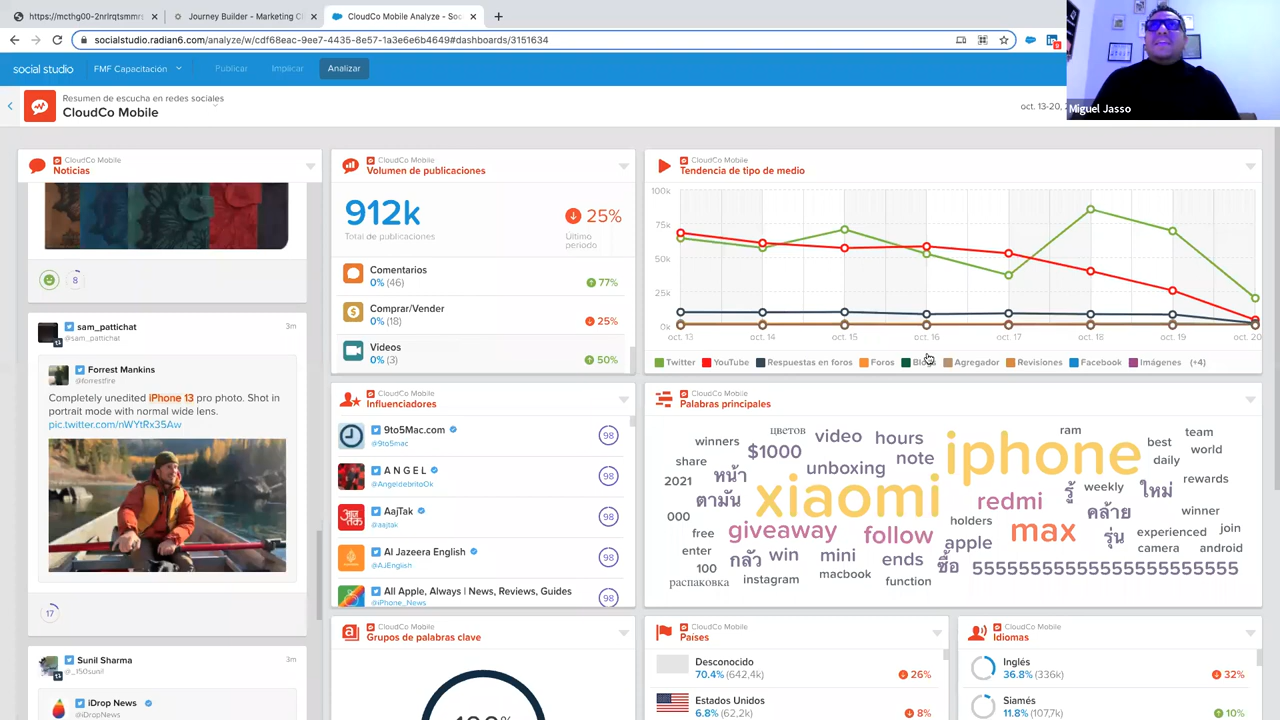 https://mcthg00-2nrlrqtsmmrs
Journey Builder - Marketing Cl
CloudCo Mobile Analyze - Soc
socialstudio.radian6.com/analyze/w/cdf68eac-9ee7-4435-8e57-1a3e6e6b4649#dashboards/3151634
Miguel Jasso
social studio
FMF Capacitación
Publicar
Implicar
Analizar
Resumen de escucha en redes sociales
CloudCo Mobile
oct. 13-20, 
CloudCo Mobile
Noticias
8
sam_pattichat
@sam_pattichat
3m
Forrest Mankins
@forrestfire
Completely unedited iPhone 13 pro photo. Shot in
portrait mode with normal wide lens.
pic.twitter.com/nWYtRx35Aw
17
Sunil Sharma
@_150sunil
3m
iDrop News
@iDropNews
CloudCo Mobile
Volumen de publicaciones
912k
Total de publicaciones
25%
Último
periodo
Comentarios
0% (46)
77%
Comprar/Vender
0% (18)
25%
Videos
0% (3)
50%
CloudCo Mobile
Tendencia de tipo de medio
100k
75k
50k
25k
0k
oct. 13
oct. 14
oct. 15
oct. 16
oct. 17
oct. 18
oct. 19
oct. 20
Twitter
YouTube
Respuestas en foros
Foros
Agregador
Revisiones
Facebook
Imágenes
(+4)
CloudCo Mobile
Influenciadores
9to5Mac.com
@9to5mac
98
A N G E L
@AngeldebritoOk
98
AajTak
@aajtak
98
Al Jazeera English
@AJEnglish
98
All Apple, Always | News, Reviews, Guides
@iPhone_News
98
CloudCo Mobile
Palabras principales
winners
цветов
video
hours
iphone
ram
best
team
share
$1000
unboxing
note
daily
world
2021
หน้า
ตามัน
xiaomi
redmi
รู้
weekly
ใหม่
rewards
000
giveaway
follow
holders
max
คล้าย
winner
free
apple
รุ่น
experienced
join
enter
กลัว
win
mini
ends
ซื้อ
camera
android
100
macbook
распаковка
instagram
function
CloudCo Mobile
Grupos de palabras clave
CloudCo Mobile
Países
Desconocido
70.4% (642,4k)
26%
Estados Unidos
6.8% (62,2k)
8%
CloudCo Mobile
Idiomas
Inglés
36.8% (336k)
32%
Siamés
11.8% (107,7k)
10%